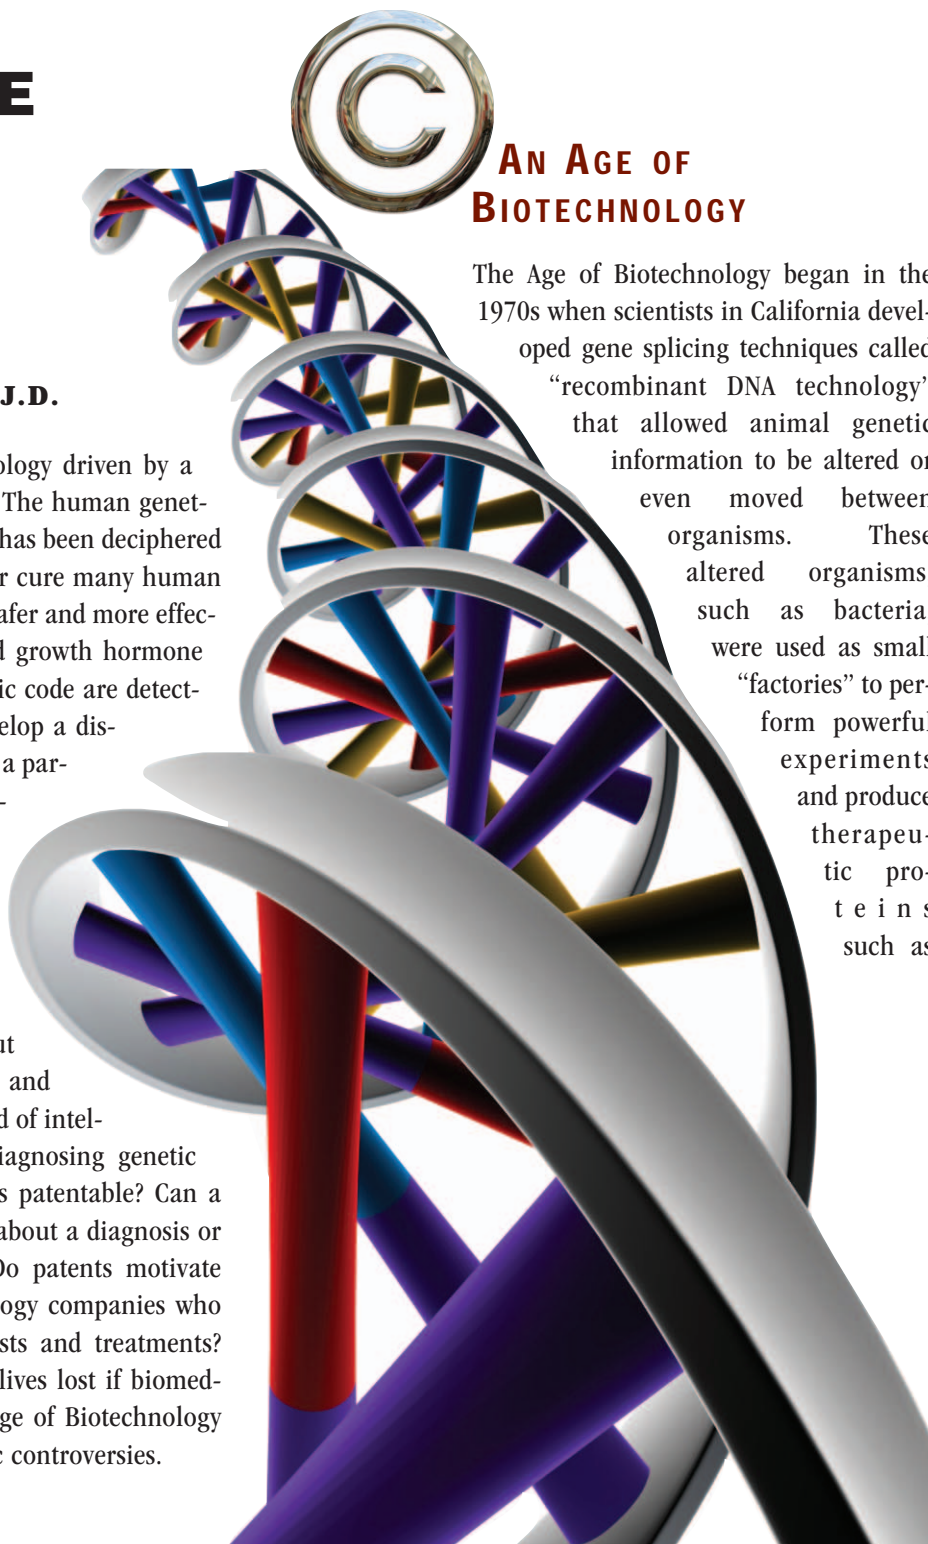 E
©
AN AGE OF
BIOTECHNOLOGY
J.D.
ology driven by a
The human genet-
has been deciphered
r cure many human
afer and more effec-
d growth hormone
ic code are detect-
elop a dis-
a par-
-
ut
and
d of intel-
iagnosing genetic
s patentable? Can a
about a diagnosis or
Do patents motivate
ogy companies who
sts and treatments?
lives lost if biomed-
ge of Biotechnology
c controversies.
The Age of Biotechnology began in the
1970s when scientists in California devel-
oped gene splicing techniques called
“recombinant DNA technology”
that allowed animal genetic
information to be altered or
even moved between
organisms. These
altered organisms
such as bacteria
were used as small
“factories” to per-
form powerful
experiments
and produce
therapeu-
tic pro-
teins
such as